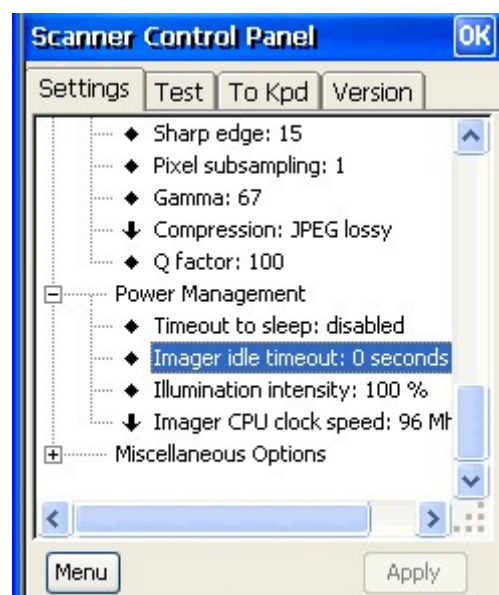 Scanner Control Panel OK
Settings Test To Kpd Version
Sharp edge: 15
Pixel subsampling: 1
Gamma: 67
Compression: JPEG lossy
Q factor: 100
Power Management
Timeout to sleep: disabled
Imager idle timeout: 0 seconds
Illumination intensity: 100 %
Imager CPU clock speed: 96 Mh
Miscellaneous Options
Menu Apply